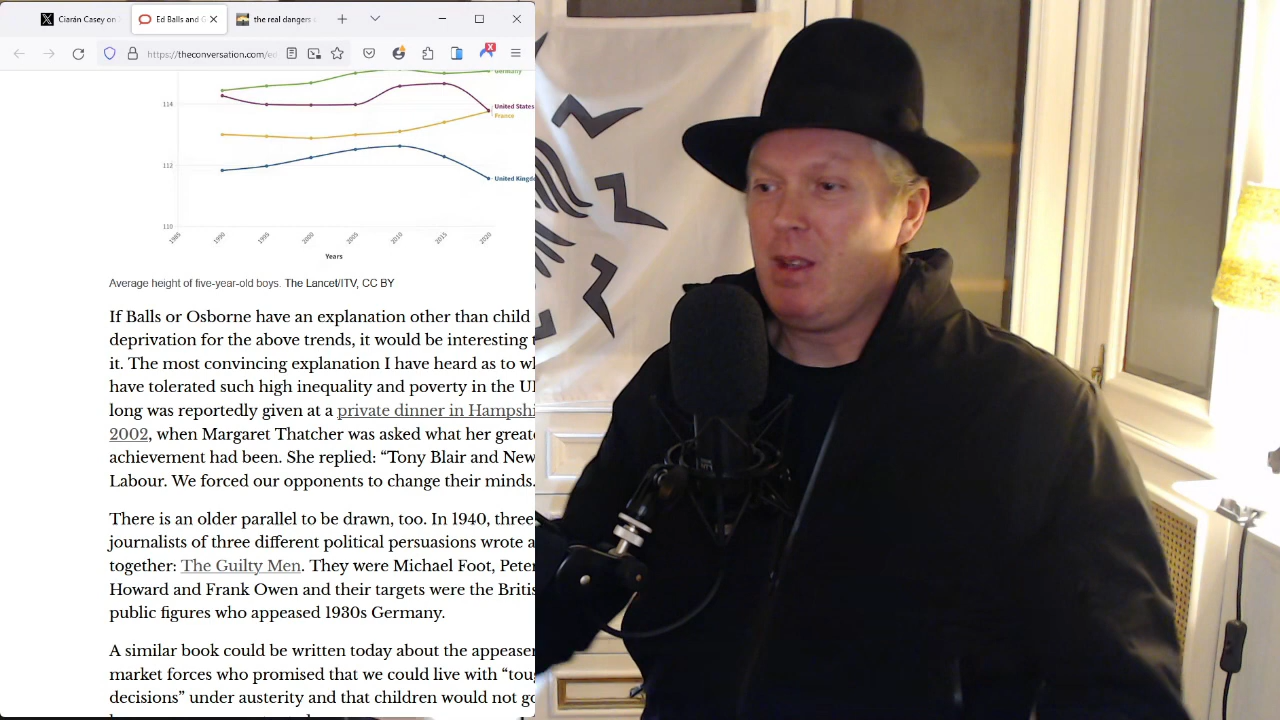 Ciarán Casey on
Ed Balls and G
the real dangers
https://theconversation.com/ed
Germany
114
United States
France
112
United Kingd
110
1985 1990 1995 2000 2005 2010 2015 2020
Years
Average height of five-year-old boys. The Lancet/ITV, CC BY
If Balls or Osborne have an explanation other than child
deprivation for the above trends, it would be interesting
it. The most convincing explanation I have heard as to w
have tolerated such high inequality and poverty in the U
long was reportedly given at a private dinner in Hampshi
2002, when Margaret Thatcher was asked what her great
achievement had been. She replied: “Tony Blair and New
Labour. We forced our opponents to change their minds.
There is an older parallel to be drawn, too. In 1940, three
journalists of three different political persuasions wrote a
together: The Guilty Men. They were Michael Foot, Peter
Howard and Frank Owen and their targets were the Britis
public figures who appeased 1930s Germany.
A similar book could be written today about the appeaser
market forces who promised that we could live with “toug
decisions” under austerity and that children would not go